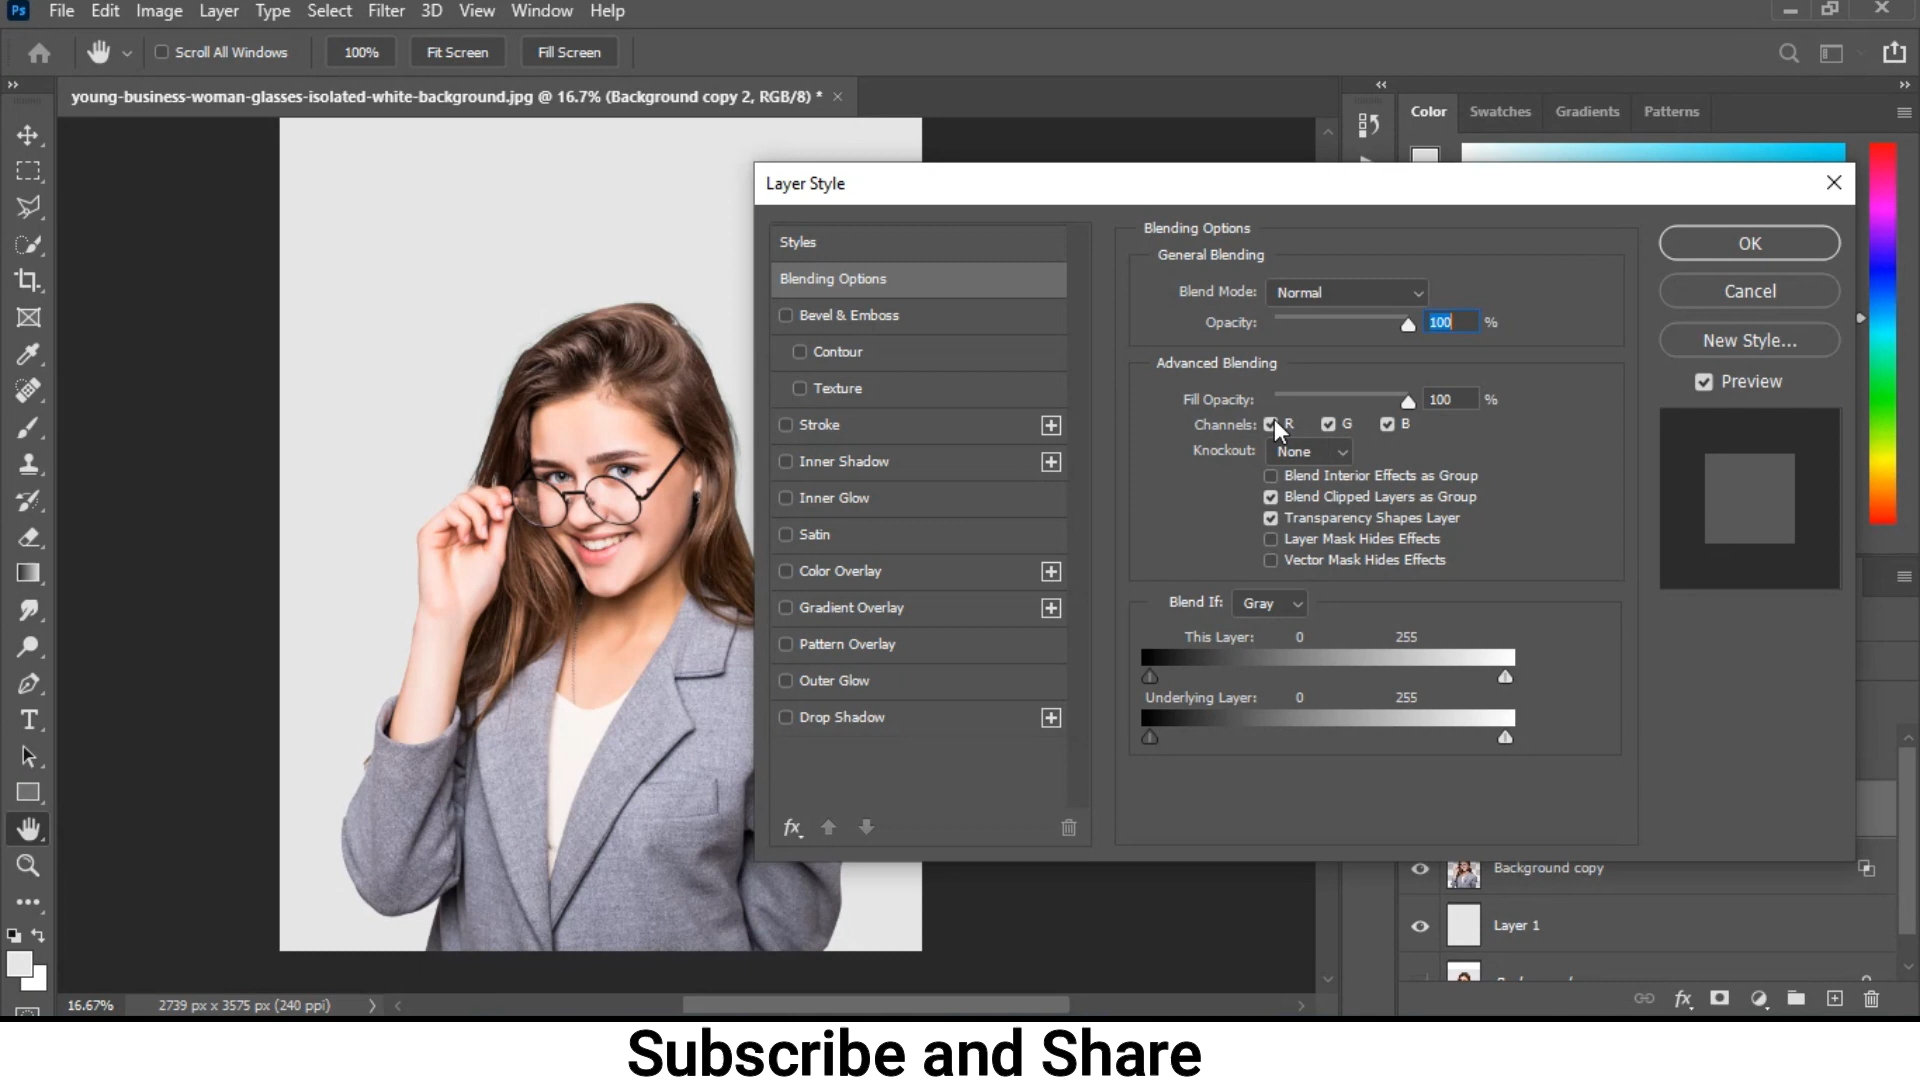 Ps File Edit Image Layer Type Select Filter 3D View Window Help
Scroll All Windows 100% Fit Screen Fill Screen
young-business-woman-glasses-isolated-white-background.jpg @ 16.7% (Background copy 2, RGB/8) *
Color Swatches Gradients Patterns
Layer Style
Styles
Blending Options
Bevel & Emboss
Contour
Texture
Stroke
Inner Shadow
Inner Glow
Satin
Color Overlay
Gradient Overlay
Pattern Overlay
Outer Glow
Drop Shadow
fx
Blending Options
General Blending
Blend Mode: Normal
Opacity: 100 %
Advanced Blending
Fill Opacity: 100 %
Channels: R G B
Knockout: None
Blend Interior Effects as Group
Blend Clipped Layers as Group
Transparency Shapes Layer
Layer Mask Hides Effects
Vector Mask Hides Effects
Blend If: Gray
This Layer: 0 255
Underlying Layer: 0 255
OK
Cancel
New Style...
Preview
Background copy
Layer 1
fx
16.67% 2739 px x 3575 px (240 ppi)
Subscribe and Share